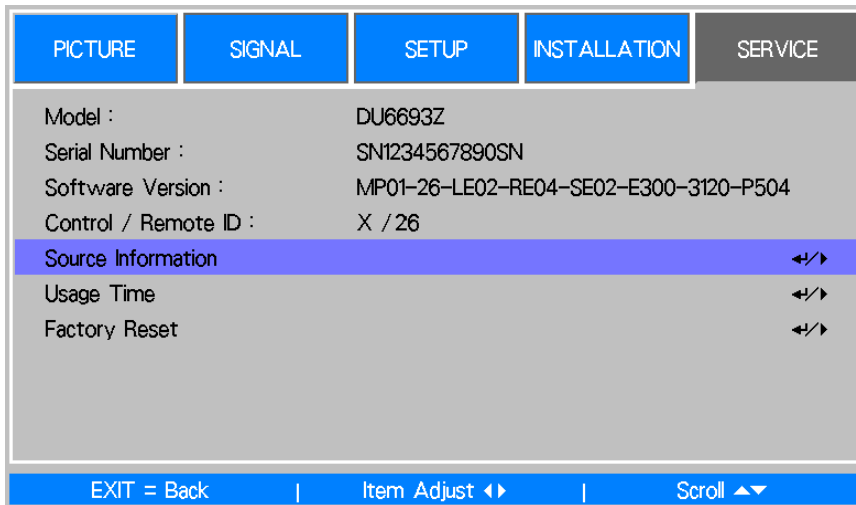 PICTURE SIGNAL SETUP INSTALLATION SERVICE
Model : DU6693Z
Serial Number : SN1234567890SN
Software Version : MP01-26-LE02-RE04-SE02-E300-3120-P504
Control / Remote ID : X / 26
Source Information
Usage Time
Factory Reset
EXIT = Back | Item Adjust | Scroll